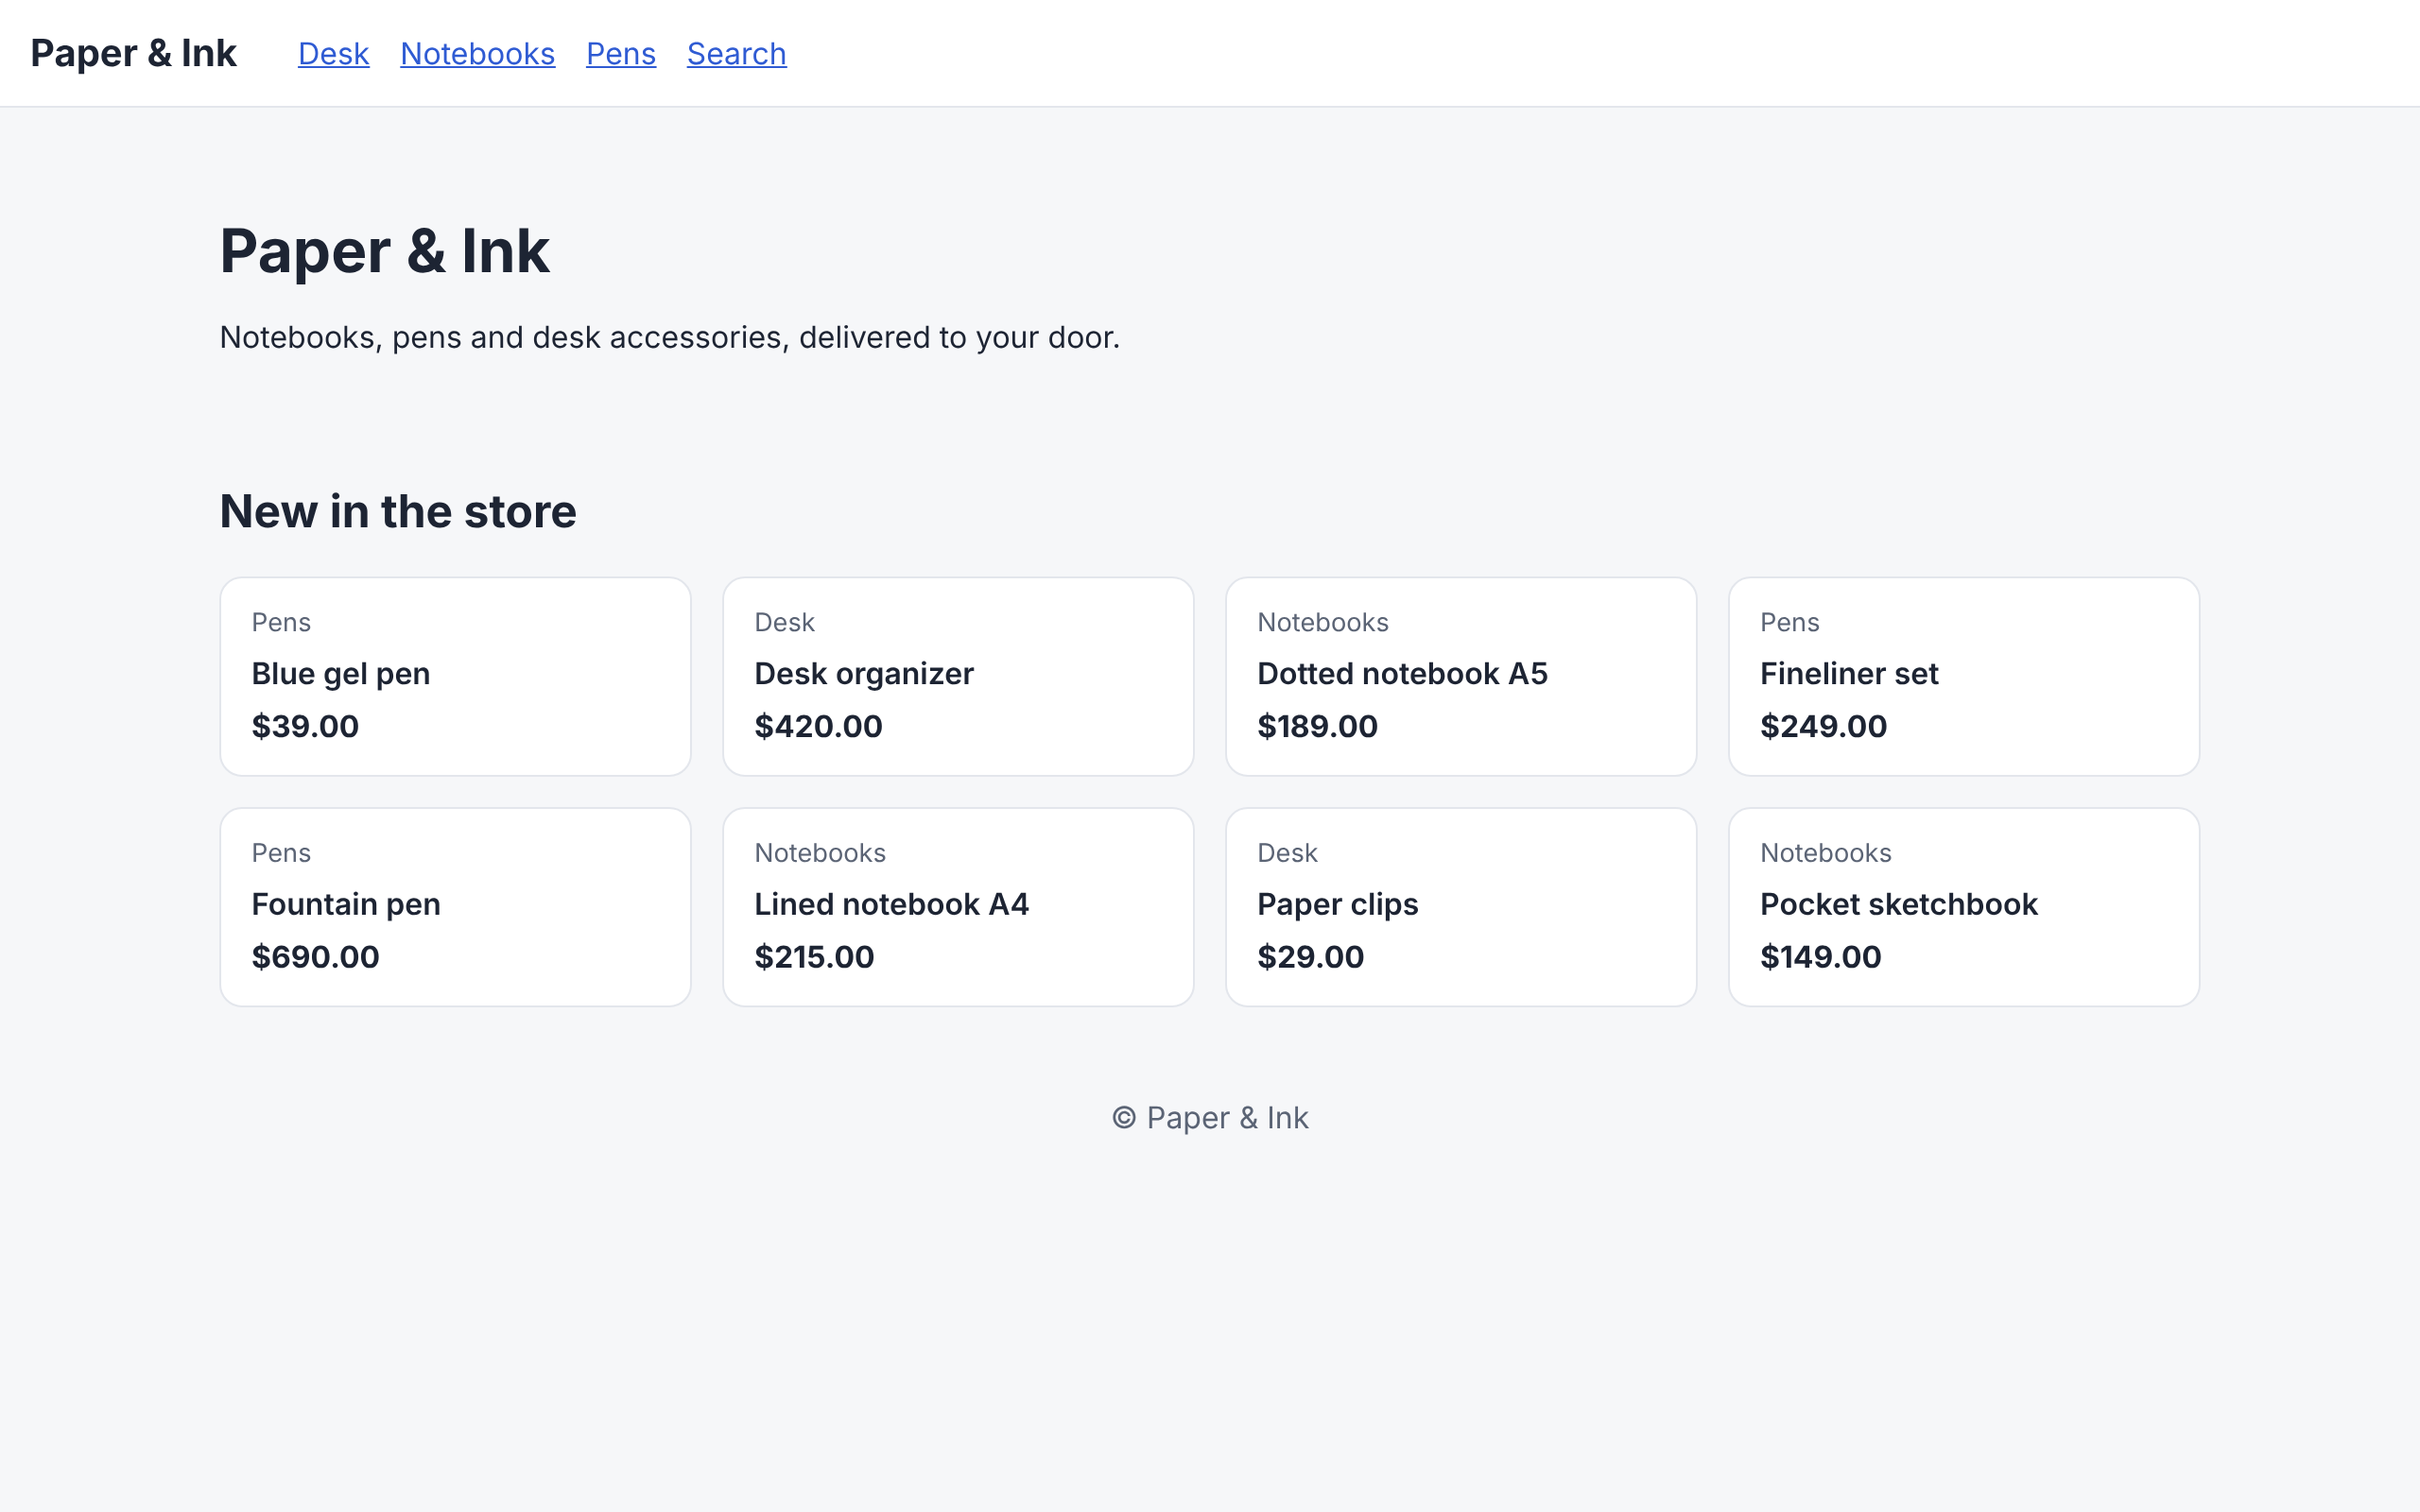 Paper & Ink
Desk Notebooks Pens Search
Paper & Ink
Notebooks, pens and desk accessories, delivered to your door.
New in the store
Pens
Blue gel pen
$39.00
Desk
Desk organizer
$420.00
Notebooks
Dotted notebook A5
$189.00
Pens
Fineliner set
$249.00
Pens
Fountain pen
$690.00
Notebooks
Lined notebook A4
$215.00
Desk
Paper clips
$29.00
Notebooks
Pocket sketchbook
$149.00
© Paper & Ink